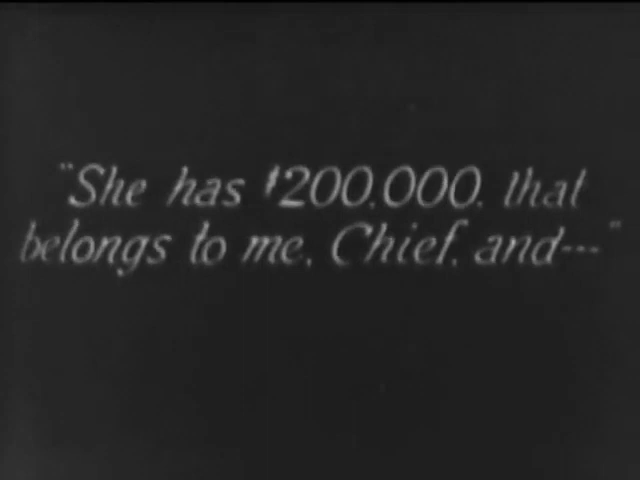 "She has $200,000, that
belongs to me, Chief, and---"